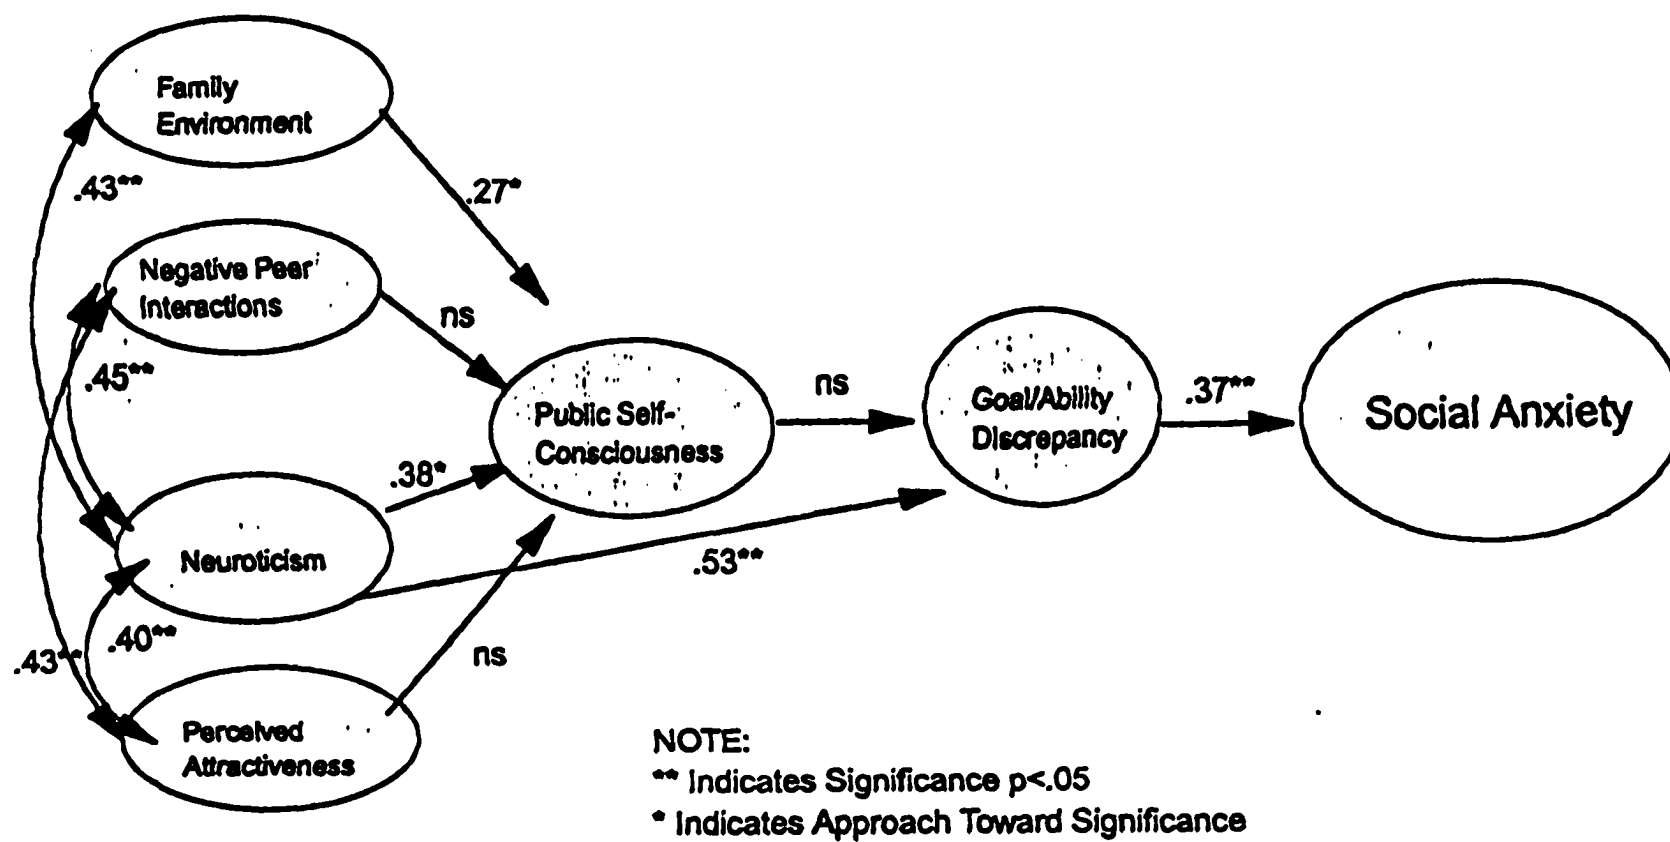 Family
Environment
.43**
.27*
Negative Peer
Interactions
ns
.45**
Public Self-
Consciousness
ns
Goal/Ability
Discrepancy
.37**
Social Anxiety
.38*
Neuroticism
.53**
.40**
.43**
ns
Perceived
Attractiveness
NOTE:
** Indicates Significance p<.05
* Indicates Approach Toward Significance